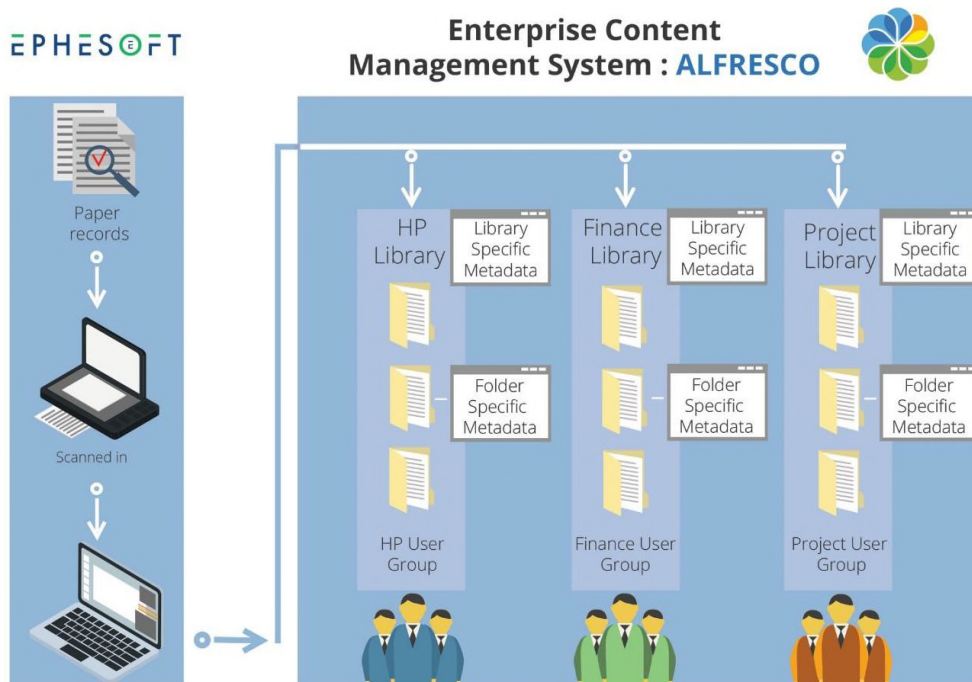 EPHESOFT
Enterprise Content
Management System : ALFRESCO
Paper
records
Scanned in
HP
Library
Library
Specific
Metadata
Folder
Specific
Metadata
HP User
Group
Finance
Library
Library
Specific
Metadata
Folder
Specific
Metadata
Finance User
Group
Project
Library
Library
Specific
Metadata
Folder
Specific
Metadata
Project User
Group